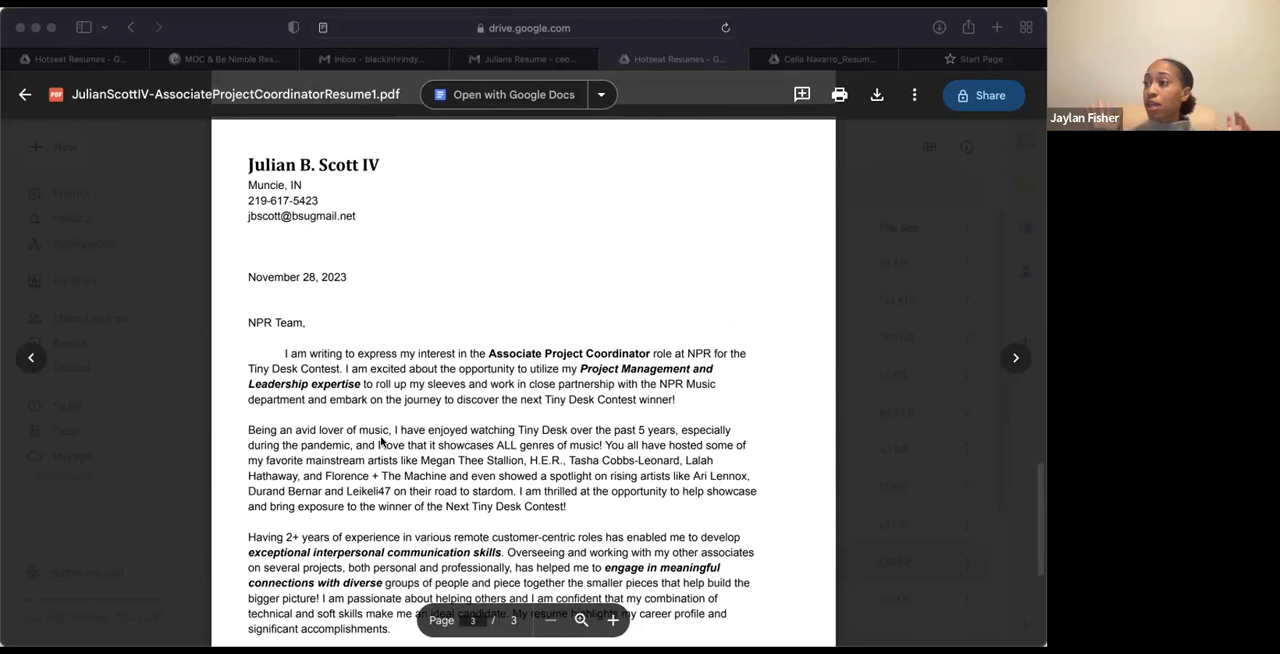 drive.google.com
Hotseat Resumes - G...
MOC & Be Nimble Res...
Inbox - blackinhrindy...
Julians Resume - ceo...
Hotseat Resumes - G...
Celia Navarro_Resum...
Start Page
PDF
JulianScottIV-AssociateProjectCoordinatorResume1.pdf
Open with Google Docs
Share
Jaylan Fisher
New
File size
Julian B. Scott IV
Muncie, IN
219-617-5423
jbscott@bsugmail.net
November 28, 2023
NPR Team,
I am writing to express my interest in the Associate Project Coordinator role at NPR for the
Tiny Desk Contest. I am excited about the opportunity to utilize my Project Management and
Leadership expertise to roll up my sleeves and work in close partnership with the NPR Music
department and embark on the journey to discover the next Tiny Desk Contest winner!
Being an avid lover of music, I have enjoyed watching Tiny Desk over the past 5 years, especially
during the pandemic, and I love that it showcases ALL genres of music! You all have hosted some of
my favorite mainstream artists like Megan Thee Stallion, H.E.R., Tasha Cobbs-Leonard, Lalah
Hathaway, and Florence + The Machine and even showed a spotlight on rising artists like Ari Lennox,
Durand Bernar and Leikeli47 on their road to stardom. I am thrilled at the opportunity to help showcase
and bring exposure to the winner of the Next Tiny Desk Contest!
Having 2+ years of experience in various remote customer-centric roles has enabled me to develop
exceptional interpersonal communication skills. Overseeing and working with my other associates
on several projects, both personal and professionally, has helped me to engage in meaningful
connections with diverse groups of people and piece together the smaller pieces that help build the
bigger picture! I am passionate about helping others and I am confident that my combination of
technical and soft skills make me an ideal candidate. My resume highlights my career profile and
significant accomplishments.
Page 3 / 3